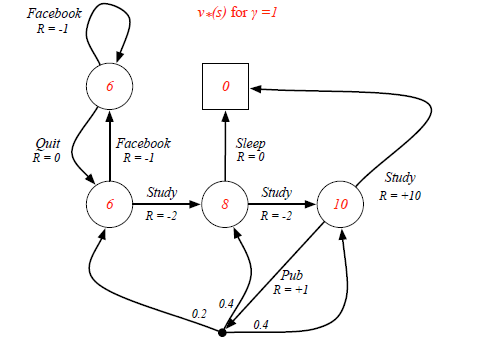 Facebook
R = -1
v*(s) for γ =1
6
0
Quit
R = 0
Facebook
R = -1
Sleep
R = 0
Study
R = +10
6
Study
R = -2
8
Study
R = -2
10
Pub
R = +1
0.2
0.4
0.4